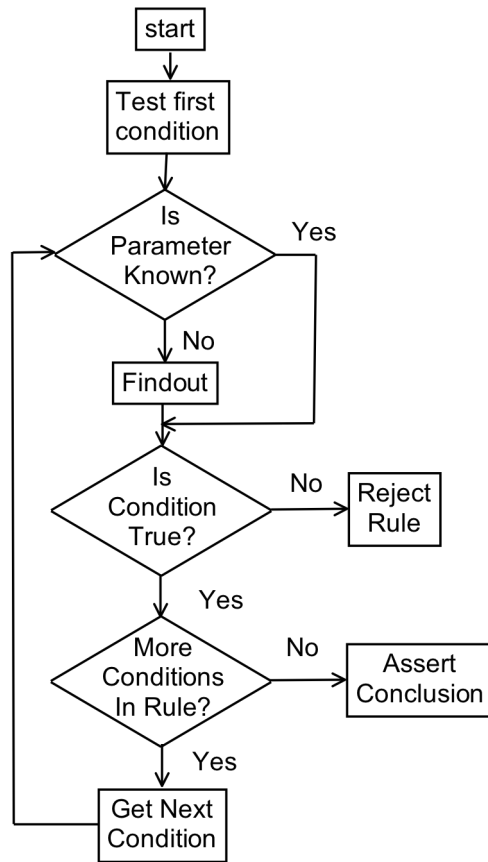 start
Test first
condition
Is
Parameter
Known?
Yes
No
Findout
Is
Condition
True?
No
Reject
Rule
Yes
More
Conditions
In Rule?
No
Assert
Conclusion
Yes
Get Next
Condition